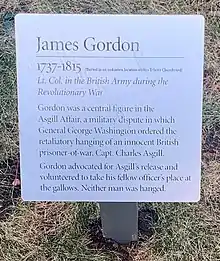 James Gordon
1737-1815
Lt. Col. in the British Army during the
Revolutionary War
Gordon was a central figure in the
Asgill Affair, a military dispute in which
General George Washington ordered the
retaliatory hanging of an innocent British
prisoner-of-war, Capt. Charles Asgill.
Gordon advocated for Asgill's release and
volunteered to take his fellow officer's place at
the gallows. Neither man was hanged.